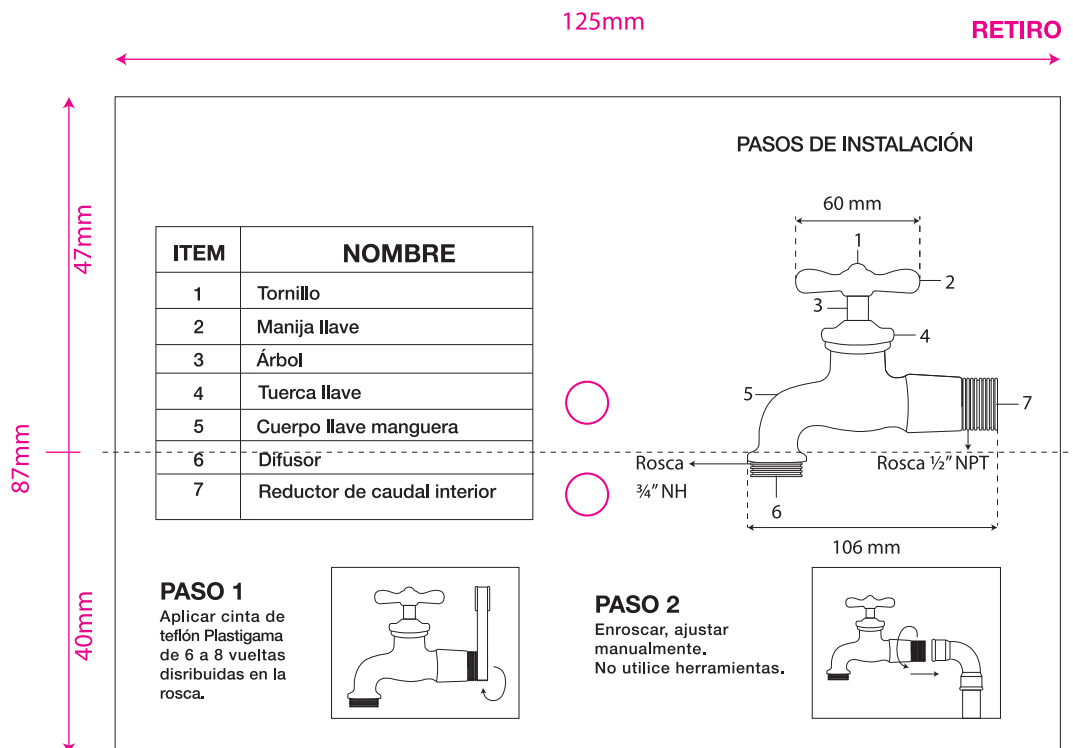 125mm
RETIRO
47mm
87mm
40mm
PASOS DE INSTALACIÓN
60 mm
1
2
3
4
5
7
Rosca
¾” NH
Rosca ½” NPT
6
106 mm
ITEM NOMBRE
1 Tornillo
2 Manija llave
3 Árbol
4 Tuerca llave
5 Cuerpo llave manguera
6 Difusor
7 Reductor de caudal interior
PASO 1
Aplicar cinta de
teflón Plastigama
de 6 a 8 vueltas
disribuidas en la
rosca.
PASO 2
Enroscar, ajustar
manualmente.
No utilice herramientas.